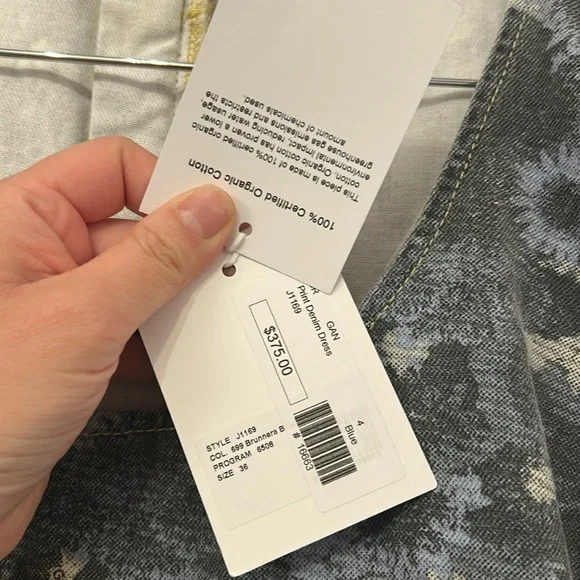 100% Certified Organic Cotton
This piece is made of 100% certified organic
cotton. Organic cotton has proven a lower
environmental impact, reducing water usage,
greenhouse gas emissions and restricts the
amount of chemicals used.
GAN
Print Denim Dress
J1169
$375.00
4
Blue
# 16663
STYLE J1169
COL. 699 Brunnera B
PROGRAM 6506
SIZE 36